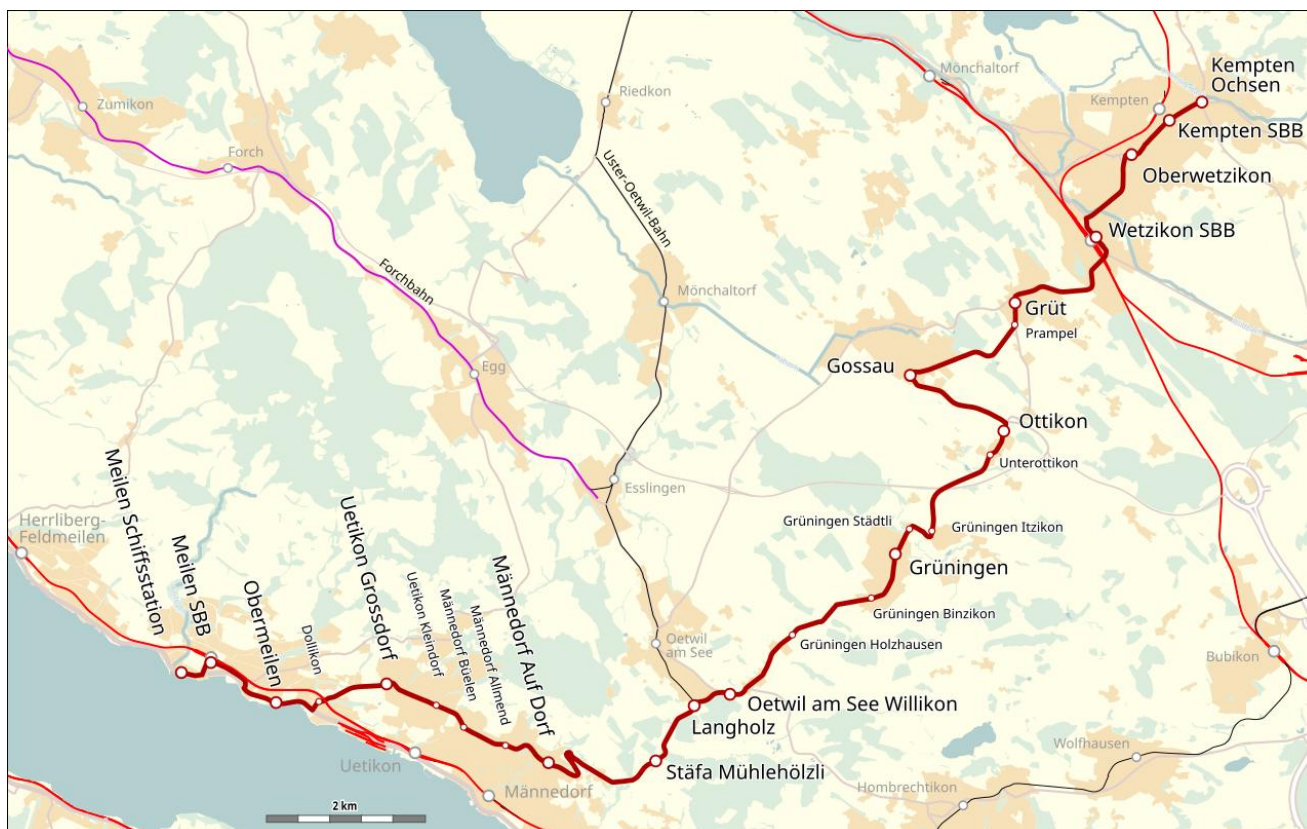 Kempten
Ochsen
Mönchaltorf
Riedkon
Kempten
Zumikon
Kempten SBB
Forch
Oberwetzikon
Uster-Oetwil-Bahn
Wetzikon SBB
Forchbahn
Mönchaltorf
Grüt
Prampel
Egg
Gossau
Ottikon
Unterottikon
Esslingen
Herrliberg-
Feldmeilen
Meilen Schiffsstation
Meilen SBB
Obermeilen
Dollikon
Uetikon Grossdorf
Uetikon Kleindorf
Männedorf Büelen
Männedorf Allmend
Männedorf Auf Dorf
Grüningen Städtli
Grüningen Itzikon
Grüningen
Grüningen Binzikon
Grüningen Holzhausen
Oetwil
am See
Bubikon
Oetwil am See Willikon
Langholz
Stäfa Mühlehölzli
Wolfhausen
Uetikon
Männedorf
Hombrechtikon
2 km